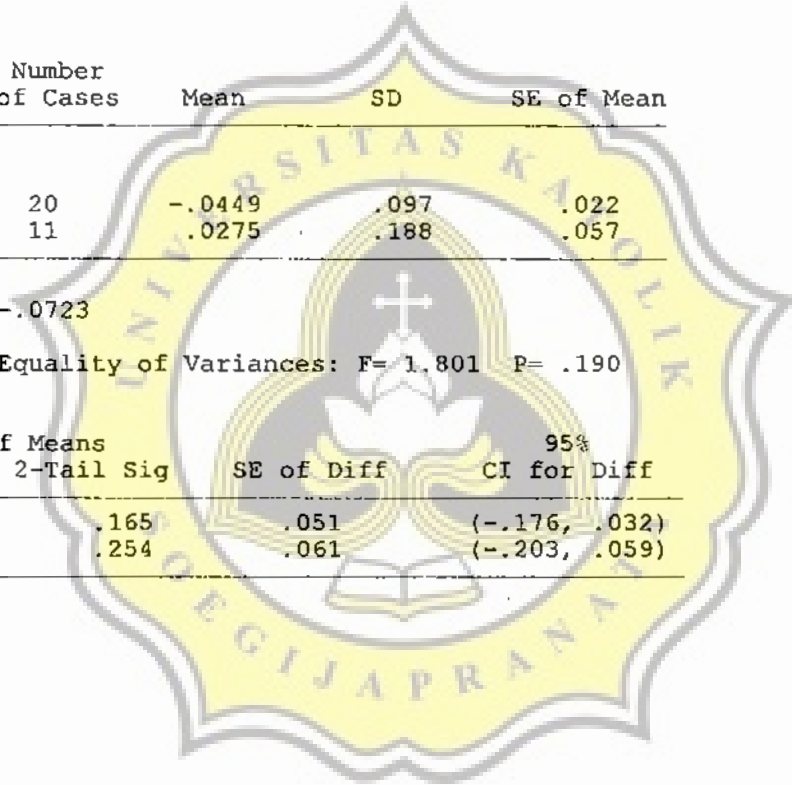 Number
of Cases Mean SD SE of Mean
20 -.0449 .097 .022
11 .0275 .188 .057
-.0723
Equality of Variances: F= 1.801 P= .190
f Means 95%
2-Tail Sig SE of Diff CI for Diff
.165 .051 (-.176, .032)
.254 .061 (-.203, .059)
UNIVERSITAS KATOLIK
SOEGIJAPRANATA